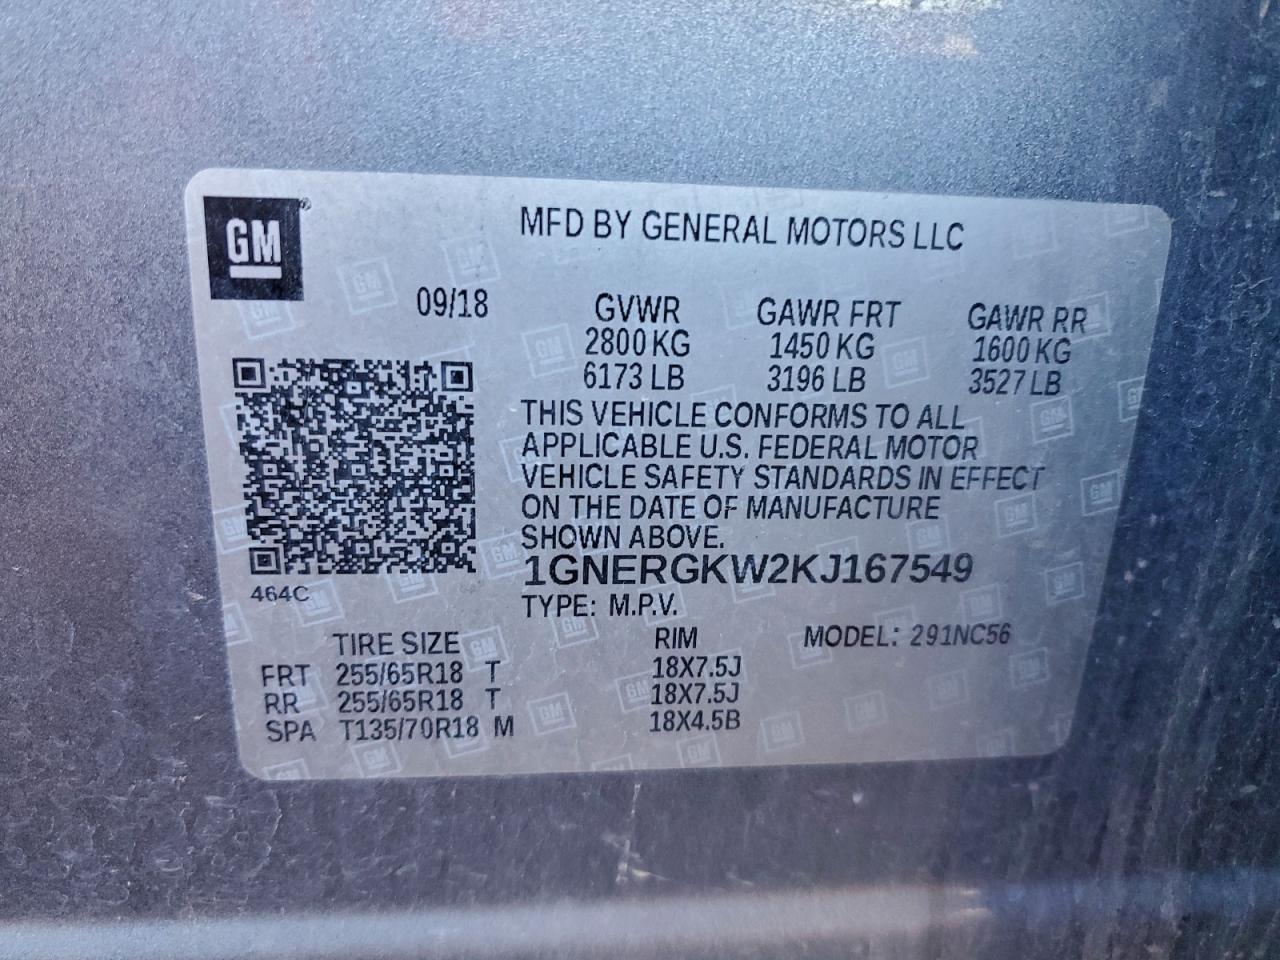 GM®
MFD BY GENERAL MOTORS LLC
09/18 GVWR GAWR FRT GAWR RR
2800 KG 1450 KG 1600 KG
6173 LB 3196 LB 3527 LB
THIS VEHICLE CONFORMS TO ALL
APPLICABLE U.S. FEDERAL MOTOR
VEHICLE SAFETY STANDARDS IN EFFECT
ON THE DATE OF MANUFACTURE
SHOWN ABOVE.
1GNERGKW2KJ167549
464C
TYPE: M.P.V.
TIRE SIZE RIM MODEL: 291NC56
FRT 255/65R18 T 18X7.5J
RR 255/65R18 T 18X7.5J
SPA T135/70R18 M 18X4.5B